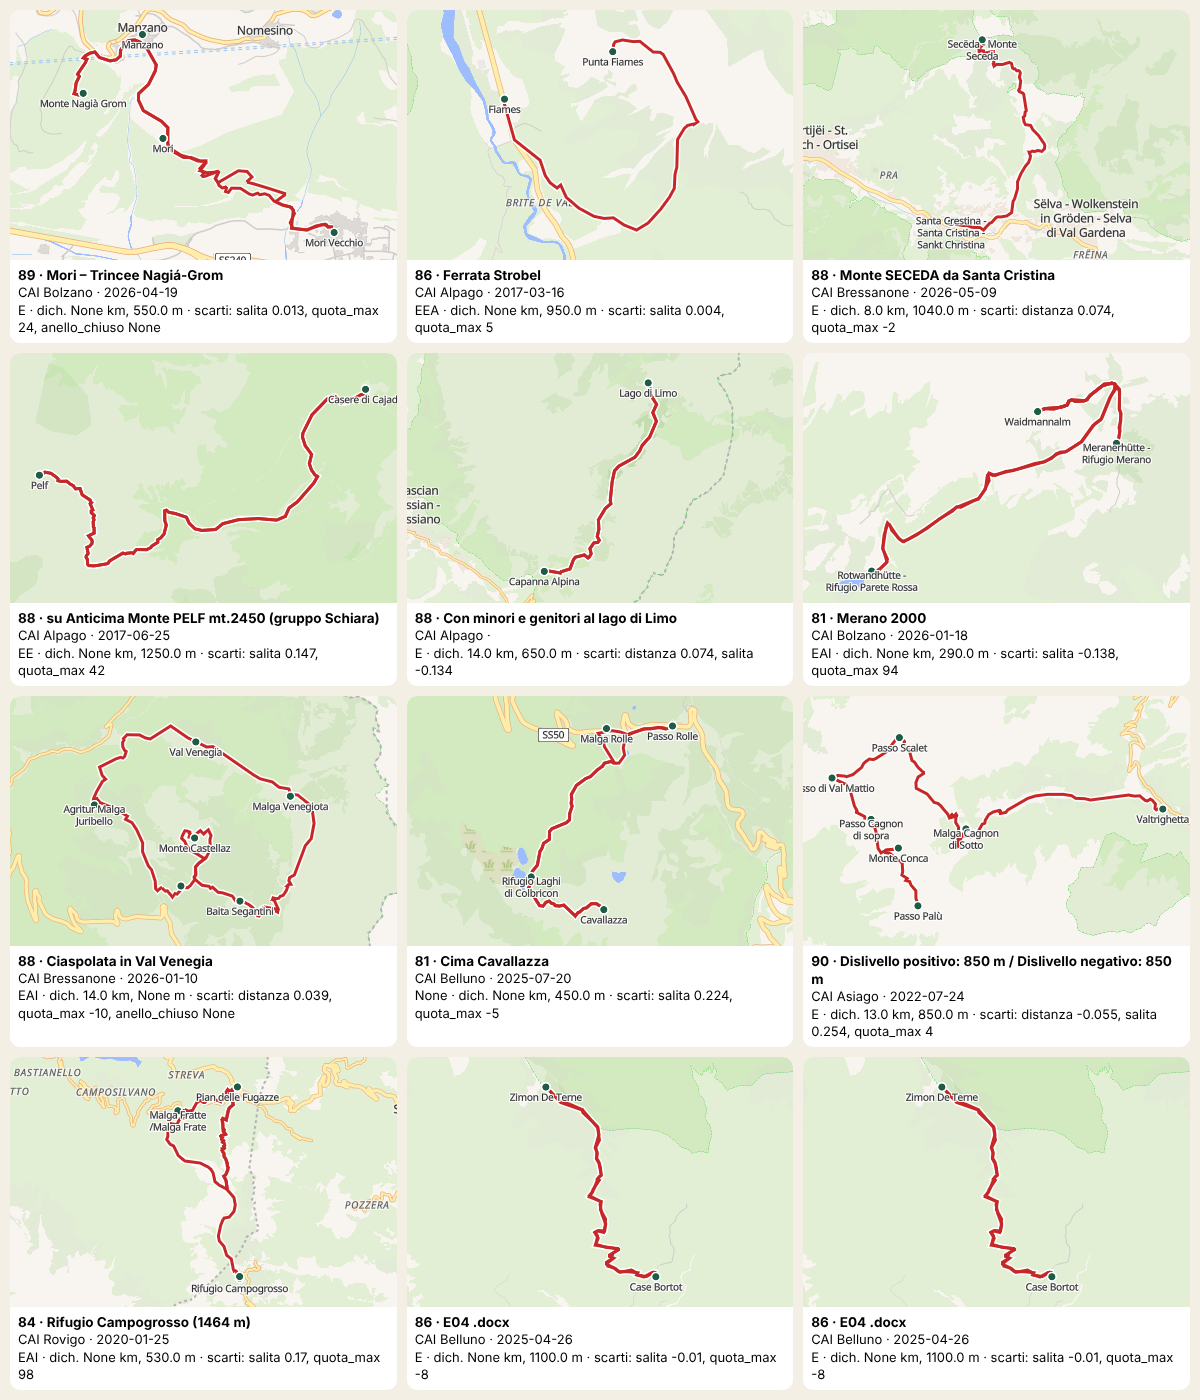 Manzano
Manzano
Nomesino
Monte Nagià Grom
Mori
Mori Vecchio
SS240
89 · Mori – Trincee Nagiá-Grom
CAI Bolzano · 2026-04-19
E · dich. None km, 550.0 m · scarti: salita 0.013, quota_max
24, anello_chiuso None
Punta Fiames
Fiames
BRITE DE VAL
86 · Ferrata Strobel
CAI Alpago · 2017-03-16
EEA · dich. None km, 950.0 m · scarti: salita 0.004,
quota_max 5
Secëda - Monte
Seceda
rtijëi - St.
ch - Ortisei
PRA
Sëlva - Wolkenstein
in Gröden - Selva
di Val Gardena
Santa Crestina -
Santa Cristina -
Sankt Christina
FRËINA
88 · Monte SECEDA da Santa Cristina
CAI Bressanone · 2026-05-09
E · dich. 8.0 km, 1040.0 m · scarti: distanza 0.074,
quota_max -2
Casere di Cajad
Pelf
88 · su Anticima Monte PELF mt.2450 (gruppo Schiara)
CAI Alpago · 2017-06-25
EE · dich. None km, 1250.0 m · scarti: salita 0.147,
quota_max 42
Lago di Limo
ascian
ssian -
ssiano
Capanna Alpina
88 · Con minori e genitori al lago di Limo
CAI Alpago ·
E · dich. 14.0 km, 650.0 m · scarti: distanza 0.074, salita
-0.134
Waidmannalm
Meranerhütte -
Rifugio Merano
Rotwandhütte -
Rifugio Parete Rossa
81 · Merano 2000
CAI Bolzano · 2026-01-18
EAI · dich. None km, 290.0 m · scarti: salita -0.138,
quota_max 94
Val Venegia
Agritur Malga
Juribello
Malga Venegiota
Monte Castellaz
Baita Segantini
88 · Ciaspolata in Val Venegia
CAI Bressanone · 2026-01-10
EAI · dich. 14.0 km, None m · scarti: distanza 0.039,
quota_max -10, anello_chiuso None
SS50
Malga Rolle
Passo Rolle
Rifugio Laghi
di Colbricon
Cavallazza
81 · Cima Cavallazza
CAI Belluno · 2025-07-20
None · dich. None km, 450.0 m · scarti: salita 0.224,
quota_max -5
Passo Scalet
sso di Val Mattio
Passo Cagnon
di sopra
Malga Cagnon
di Sotto
Valtrighetta
Monte Conca
Passo Palù
90 · Dislivello positivo: 850 m / Dislivello negativo: 850
m
CAI Asiago · 2022-07-24
E · dich. 13.0 km, 850.0 m · scarti: distanza -0.055, salita
0.254, quota_max 4
BASTIANELLO
STREVA
TTO
CAMPOSILVANO
Pian delle Fugazze
Malga Fratte
/Malga Frate
S
POZZERA
Rifugio Campogrosso
84 · Rifugio Campogrosso (1464 m)
CAI Rovigo · 2020-01-25
EAI · dich. None km, 530.0 m · scarti: salita 0.17, quota_max
98
Zimon De Terne
Case Bortot
86 · E04 .docx
CAI Belluno · 2025-04-26
E · dich. None km, 1100.0 m · scarti: salita -0.01, quota_max
-8
Zimon De Terne
Case Bortot
86 · E04 .docx
CAI Belluno · 2025-04-26
E · dich. None km, 1100.0 m · scarti: salita -0.01, quota_max
-8